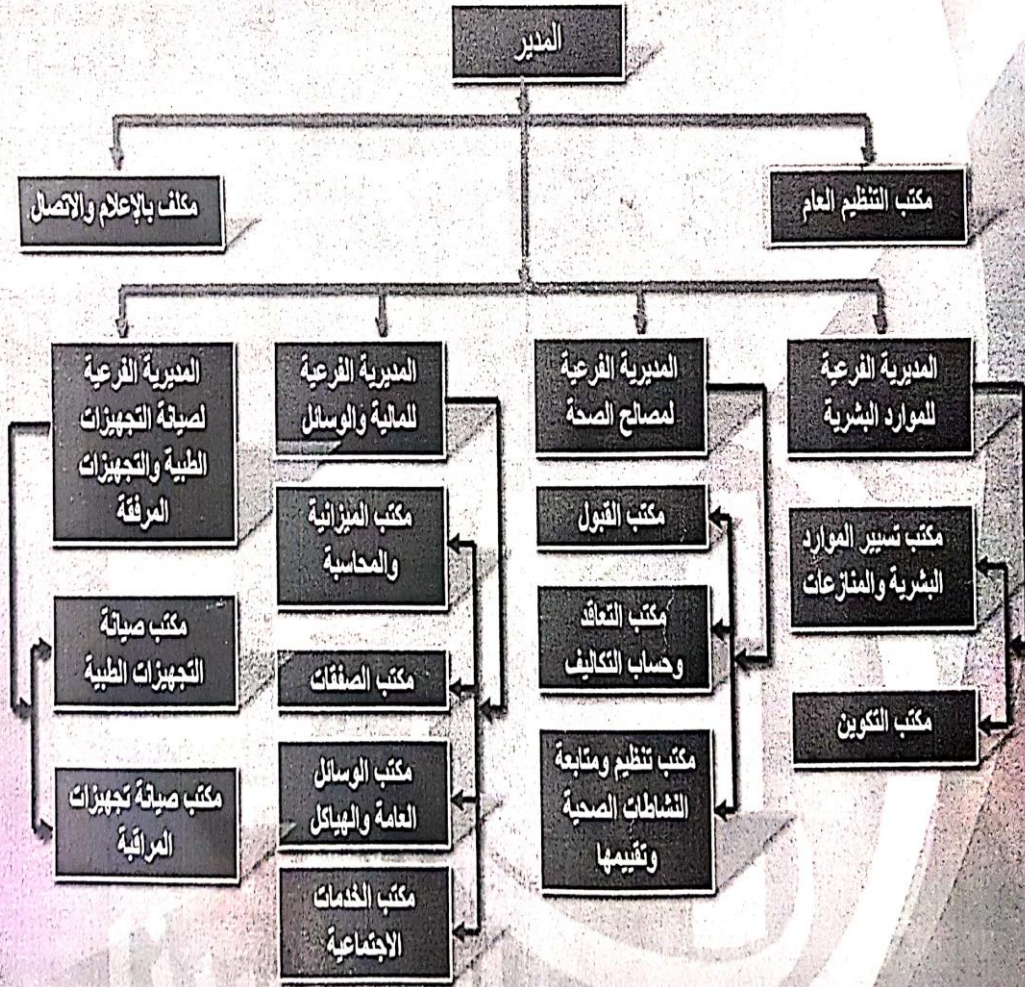 المدير
مكتب التنظيم العام
مكلف بالإعلام والاتصال
المديرية الفرعية
للموارد البشرية
مكتب تسيير الموارد
البشرية والمنازعات
مكتب التكوين
المديرية الفرعية
لمصالح الصحة
مكتب القبول
مكتب التعاقد
وحساب التكاليف
مكتب تنظيم ومتابعة
النشاطات الصحية
وتقييمها
المديرية الفرعية
للمالية والوسائل
مكتب الميزانية
والمحاسبة
مكتب الصفقات
مكتب الوسائل
العامة والهياكل
مكتب الخدمات
الاجتماعية
المديرية الفرعية
لصيانة التجهيزات
الطبية والتجهيزات
المرفقة
مكتب صيانة
التجهيزات الطبية
مكتب صيانة تجهيزات
المراقبة